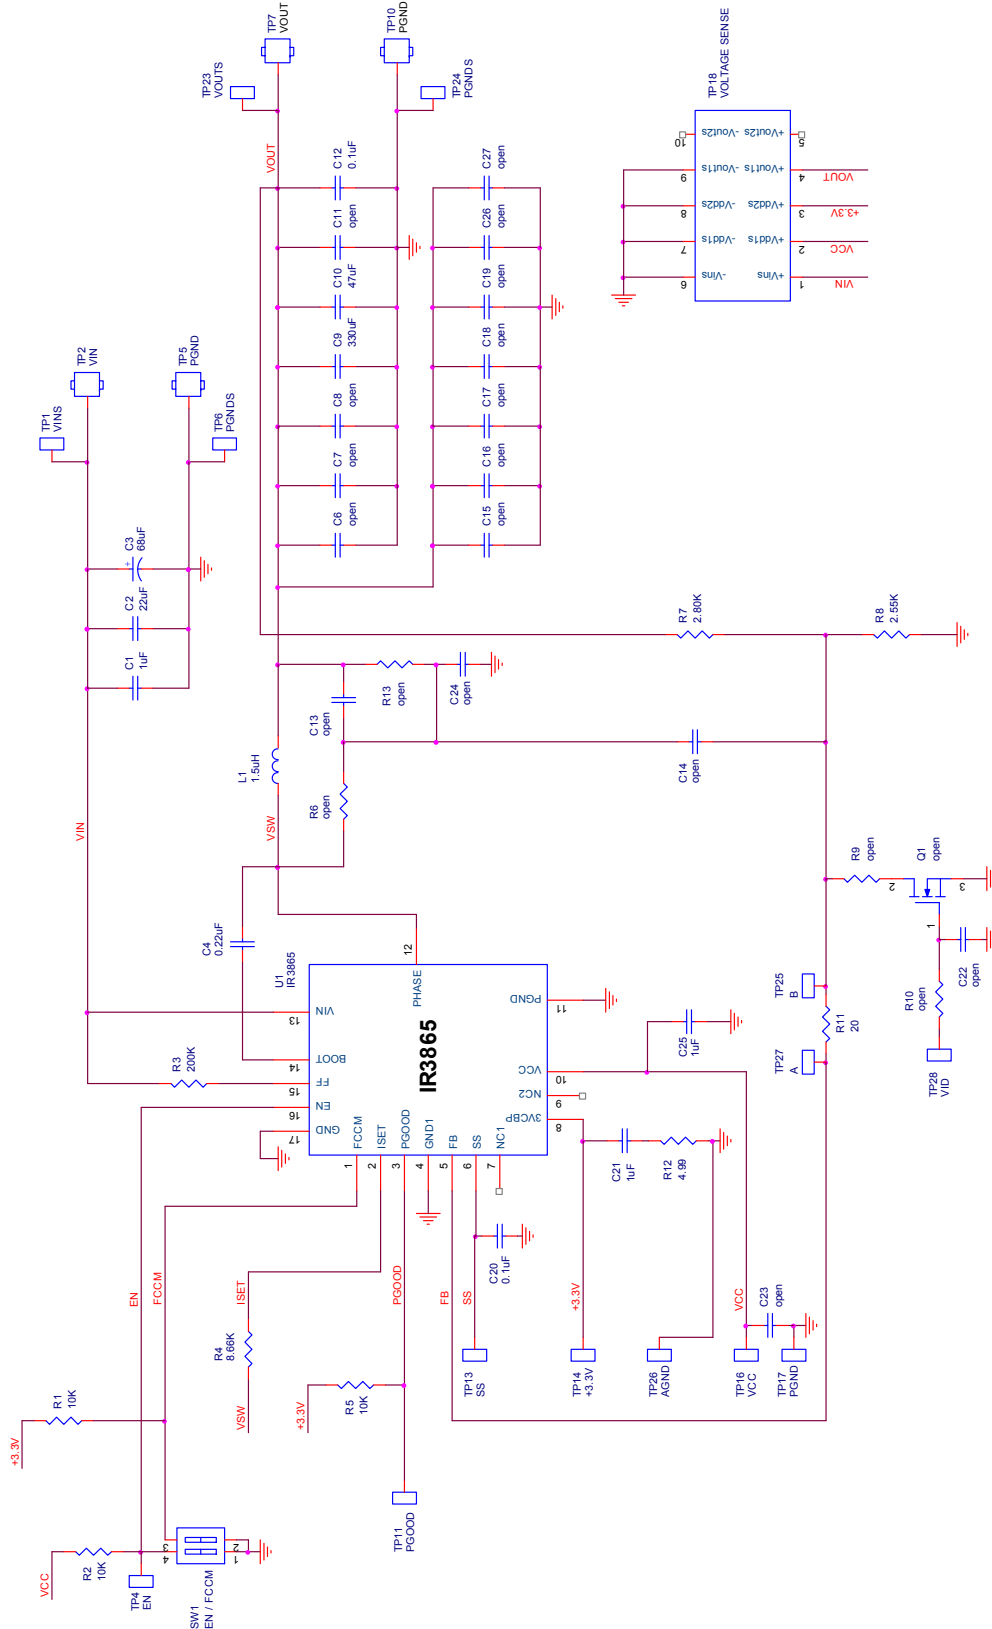 +3.3V
VCC
R1
10K
R2
10K
TP4
EN
SW1
EN / FCCM
4
3
1
2
EN
FCCM
VIN
TP1
VINS
TP2
VIN
C1
1uF
C2
22uF
C3
68uF
+
TP5
PGND
TP6
PGNDS
R3
200K
C4
0.22uF
VSW
R4
8.66K
ISET
L1
1.5uH
VSW
VOUT
TP23
VOUTS
TP7
VOUT
+3.3V
R5
10K
TP11
PGOOD
PGOOD
U1
IR3865
IR3865
17
GND
16
EN
15
FF
14
BOOT
13
VIN
1
FCCM
2
ISET
3
PGOOD
4
GND1
5
FB
6
SS
7
NC1
12
PHASE
8
3VCBP
9
NC2
10
VCC
11
PGND
R6
open
C13
open
R13
open
C24
open
C6
open
C7
open
C8
open
C9
330uF
C10
47uF
C11
open
C12
0.1uF
TP10
PGND
TP24
PGNDS
FB
SS
TP13
SS
C20
0.1uF
C15
open
C16
open
C17
open
C18
open
C19
open
C26
open
C27
open
TP14
+3.3V
+3.3V
C21
1uF
R12
4.99
C25
1uF
TP26
AGND
C14
open
R7
2.80K
R8
2.55K
TP16
VCC
VCC
C23
open
TP17
PGND
TP27
A
TP25
B
R11
20
R9
open
Q1
open
1
2
3
R10
open
C22
open
TP28
VID
TP18
VOLTAGE SENSE
6
7
8
9
10
-Vins
-Vdd1s
-Vdd2s
-Vout1s
-Vout2s
+Vins
+Vdd1s
+Vdd2s
+Vout1s
+Vout2s
1
2
3
4
5
VIN
VCC
+3.3V
VOUT